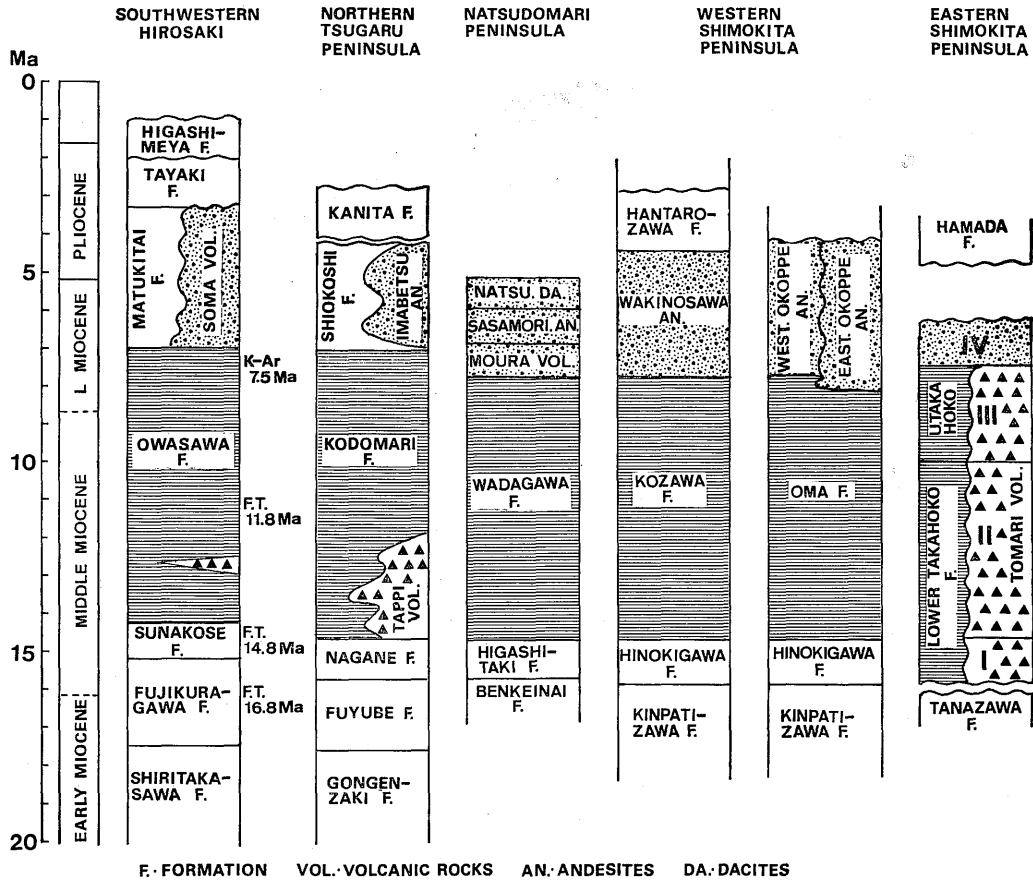 SOUTHWESTERN
HIROSAKI
NORTHERN
TSUGARU
PENINSULA
NATSUDOMARI
PENINSULA
WESTERN
SHIMOKITA
PENINSULA
EASTERN
SHIMOKITA
PENINSULA
Ma
0
5
10
15
20
PLIOCENE
L MIOCENE
MIDDLE MIOCENE
EARLY MIOCENE
HIGASHI-
MEYA F.
TAYAKI
F.
MATUKITAI
F.
SOMA VOL.
K-Ar
7.5 Ma
OWASAWA
F.
F.T.
11.8 Ma
SUNAKOSE
F.
F.T.
14.8 Ma
FUJIKURA-
GAWA F.
F.T.
16.8 Ma
SHIRITAKA-
SAWA F.
KANITA F.
SHIOKOSHI
F.
IMABETSU
AN.
KODOMARI
F.
TAPPI
VOL.
NAGANE F.
FUYUBE F.
GONGEN-
ZAKI F.
NATSU. DA.
SASAMORI. AN.
MOURA VOL.
WADAGAWA
F.
HIGASHI-
TAKI F.
BENKEINAI
F.
HANTARO-
ZAWA F.
WAKINOSAWA
AN.
KOZAWA
F.
HINOKIGAWA
F.
KINPATI-
ZAWA F.
WEST. OKOPPE
AN.
EAST. OKOPPE
AN.
OMA F.
HINOKIGAWA
F.
KINPATI-
ZAWA F.
HAMADA
F.
IV
U.TAKA
HOKO
III
LOWER TAKAHOKO
F.
II
TOMARI VOL.
I
TANAZAWA
F.
F.·FORMATION VOL.·VOLCANIC ROCKS AN.·ANDESITES DA.·DACITES